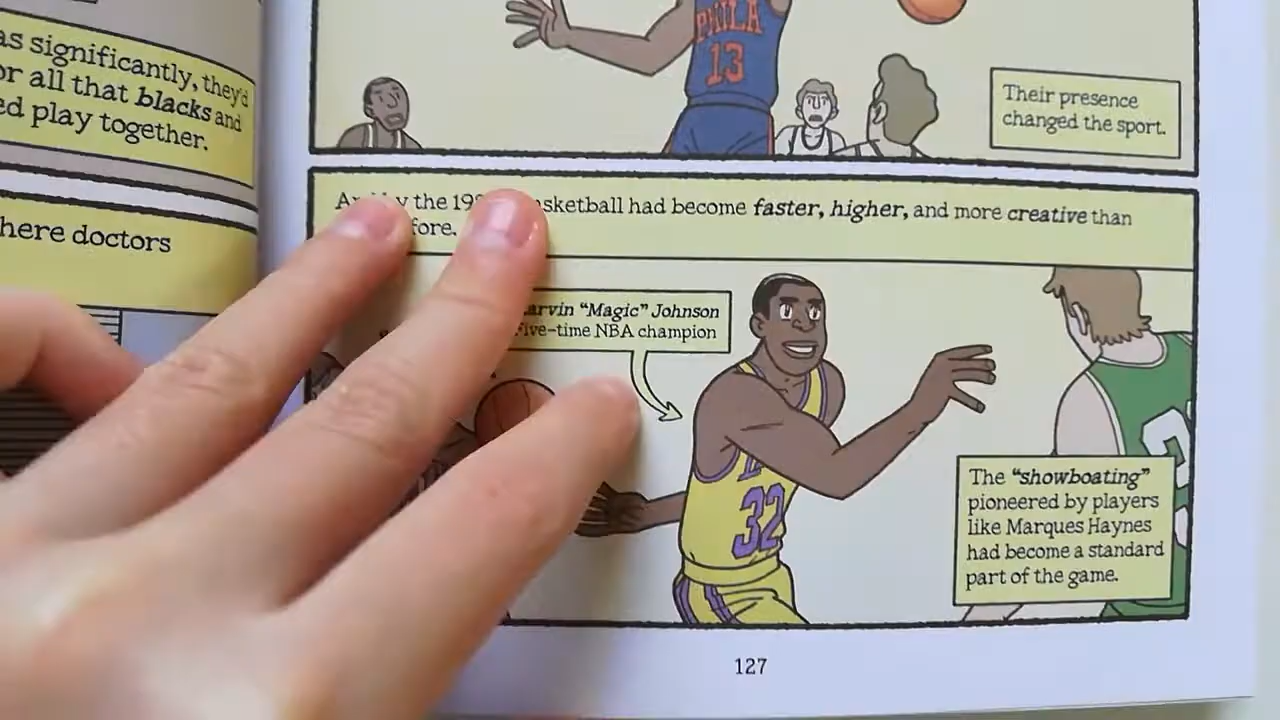 as significantly, they'd
or all that blacks and
ed play together.
here doctors
PHILA
13
Their presence
changed the sport.
the 19 basketball had become faster, higher, and more creative than
fore.
arvin "Magic" Johnson
Five-time NBA champion
32
The "showboating"
pioneered by players
like Marques Haynes
had become a standard
part of the game.
127